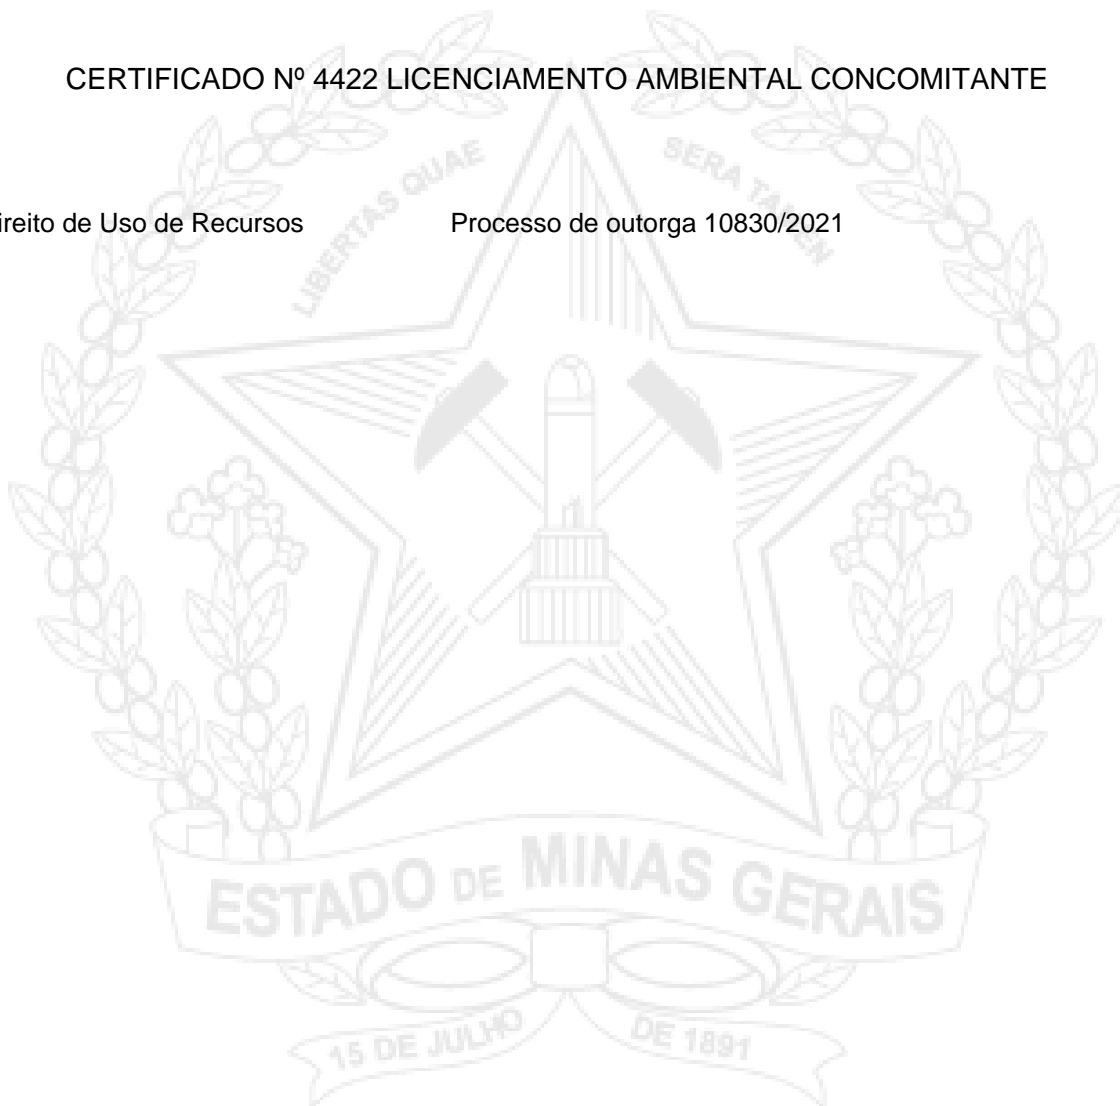 CERTIFICADO Nº 4422 LICENCIAMENTO AMBIENTAL CONCOMITANTE
LIBERTAS QUAE SERA TAMEN
ireito de Uso de Recursos Processo de outorga 10830/2021
ESTADO DE MINAS GERAIS
15 DE JULHO DE 1891